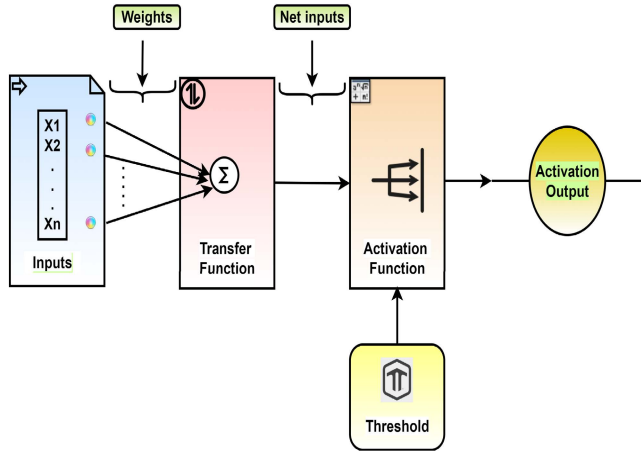 Weights
Net inputs
X1
X2
.
.
.
Xn
Inputs
Σ
Transfer
Function
a^n √
+ n!
Activation
Function
Activation
Output
Threshold